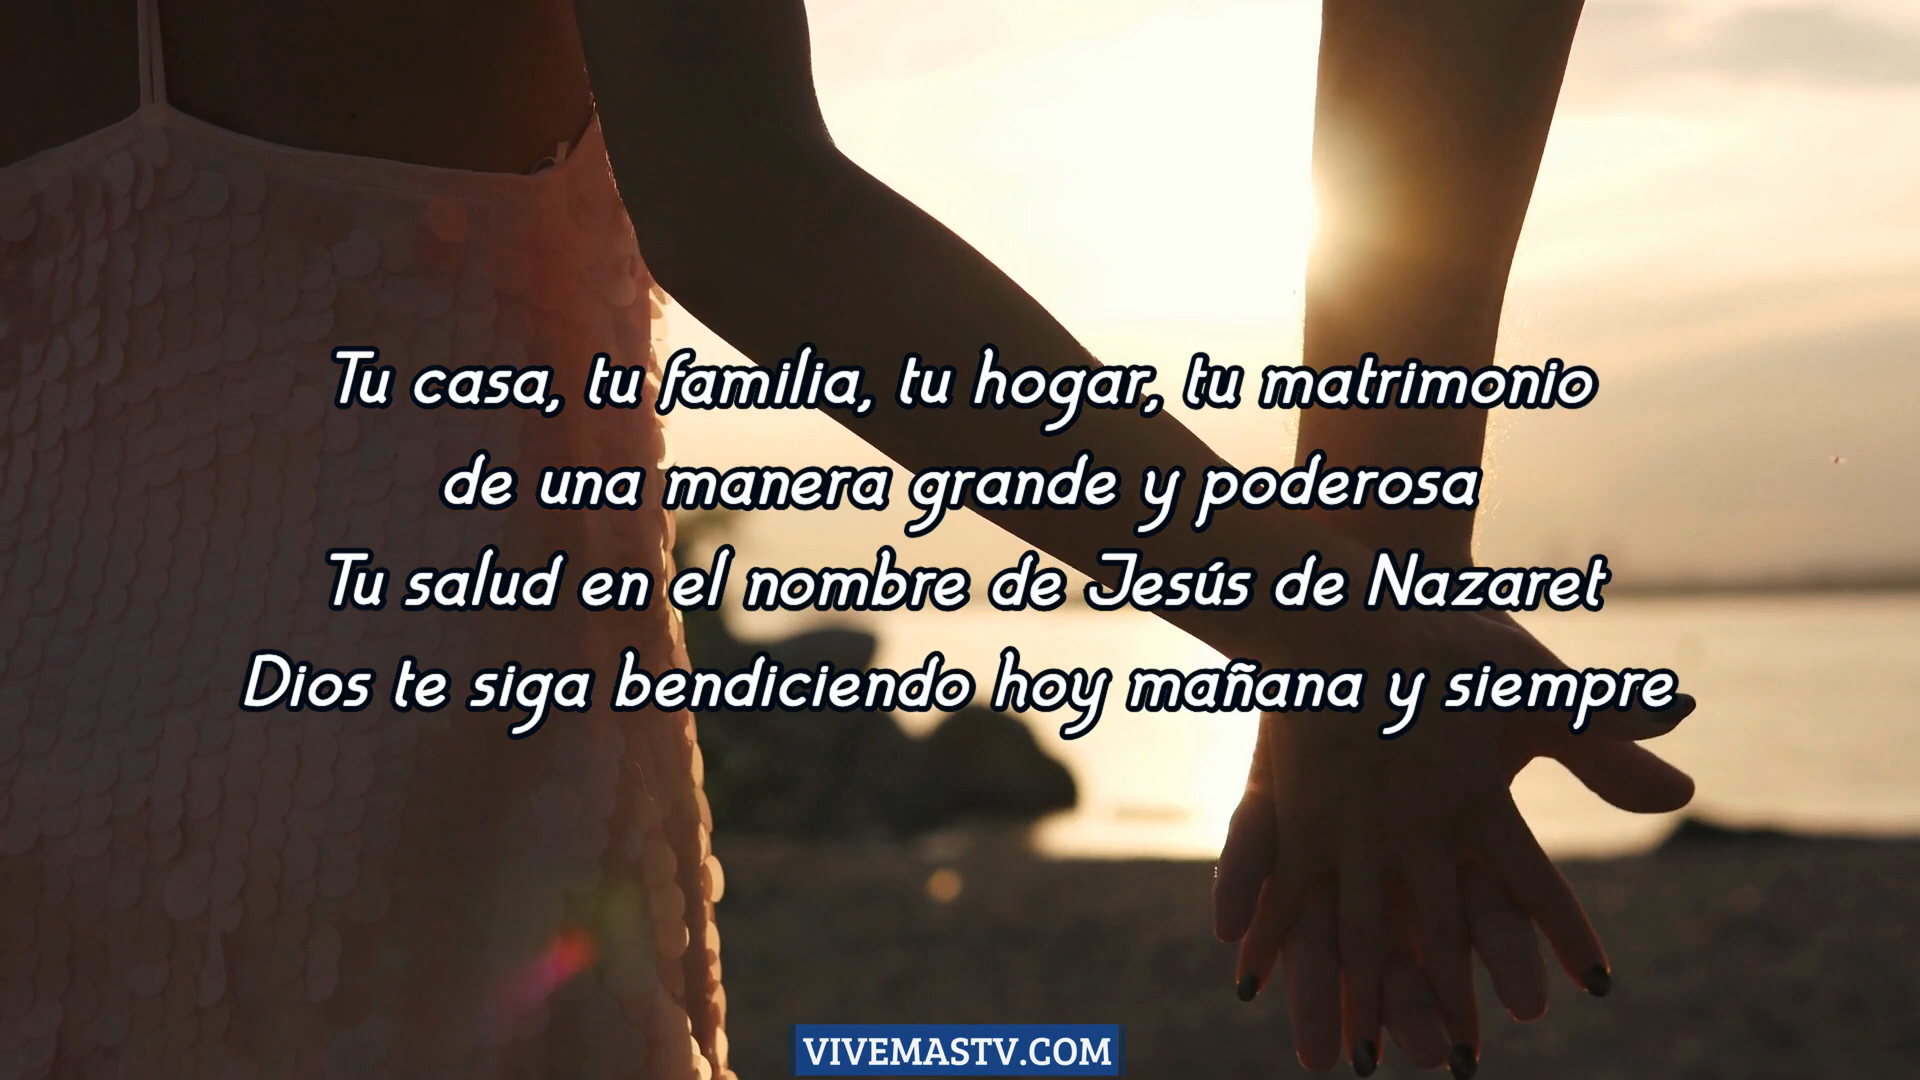 Tu casa, tu familia, tu hogar, tu matrimonio
de una manera grande y poderosa
Tu salud en el nombre de Jesús de Nazaret
Dios te siga bendiciendo hoy mañana y siempre
VIVEMASTV.COM